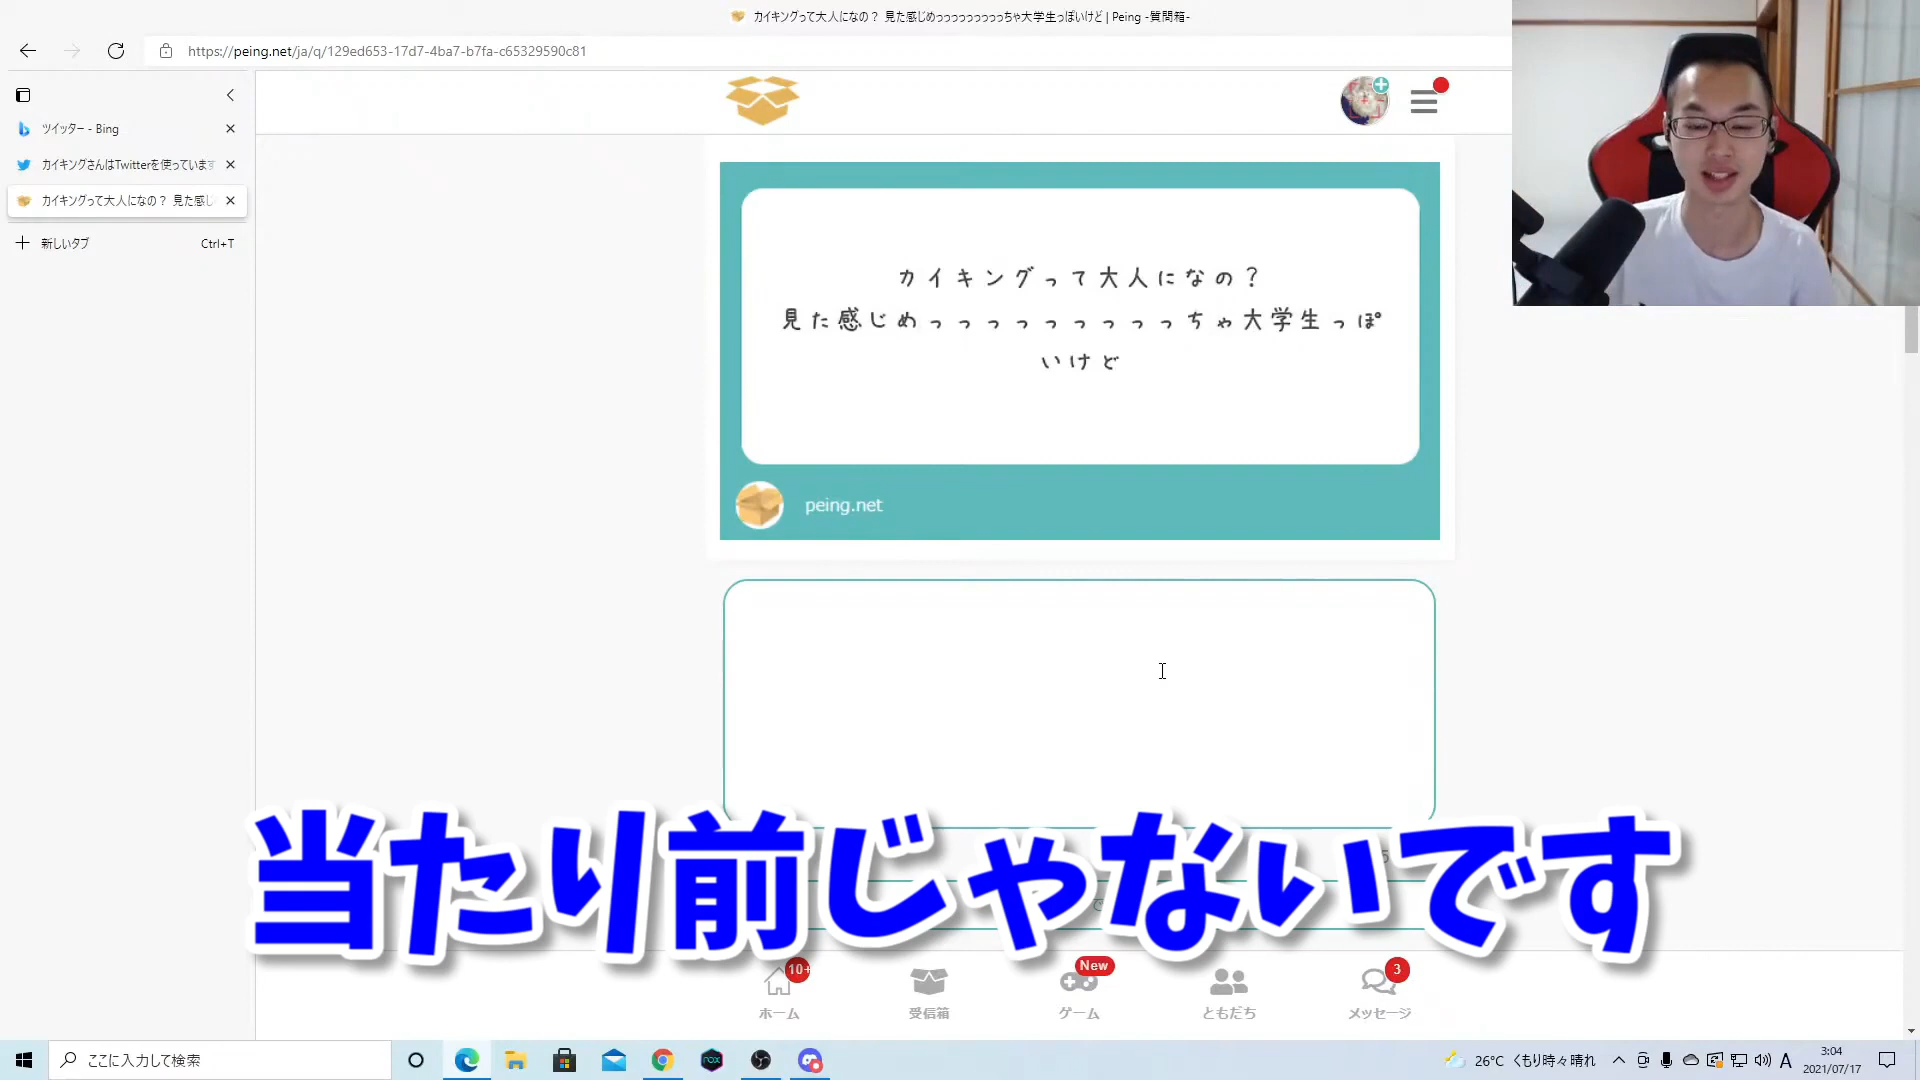 カイキングって大人になの？ 見た感じめっっっっっっっっっちゃ大学生っぽいけど | Peing -質問箱-
https://peing.net/ja/q/129ed653-17d7-4ba7-b7fa-c65329590c81
ツイッター - Bing
カイキングさんはTwitterを使っています
カイキングって大人になの？ 見た感じ
新しいタブ Ctrl+T
カイキングって大人になの？
見た感じめっっっっっっっっっちゃ大学生っぽ
いけど
peing.net
当たり前じゃないです
10+
New
3
ホーム
受信箱
ゲーム
ともだち
メッセージ
ここに入力して検索
nox
26°C くもり時々晴れ
A
3:04
2021/07/17